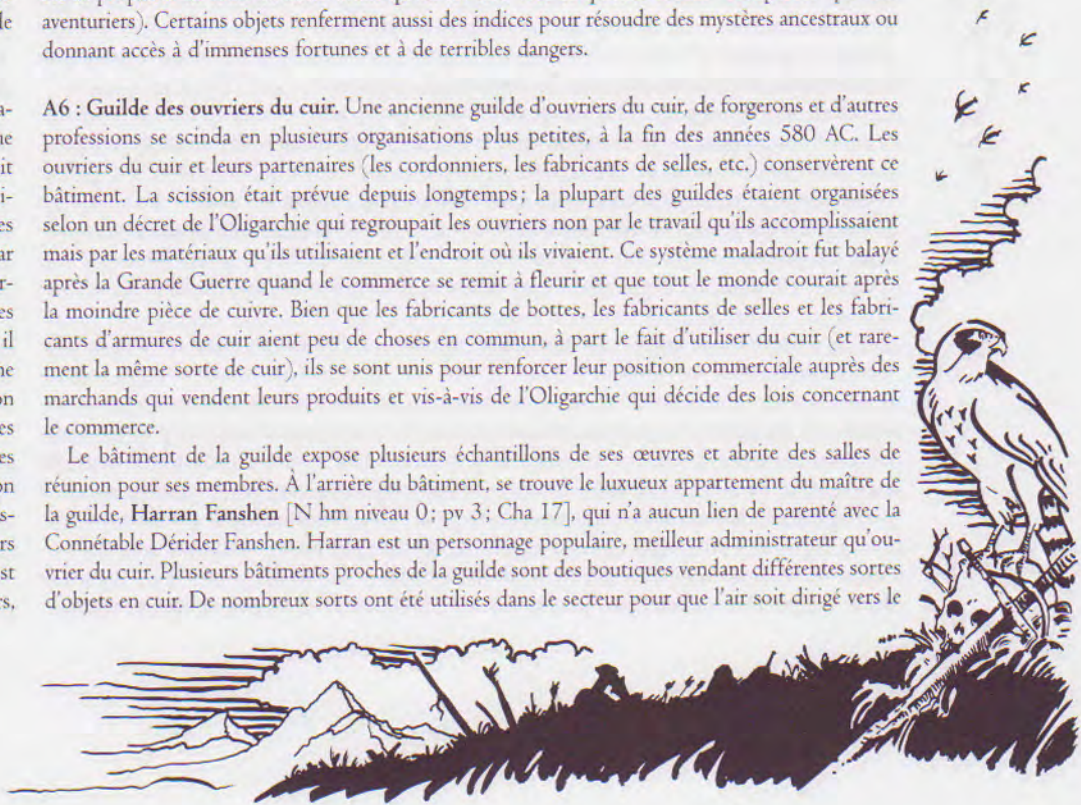 le
a-
ne
it
i-
es
ar
r-
es
il
ne
on
es
es
on
s-
rs
st
rs,
aventuriers). Certains objets renferment aussi des indices pour résoudre des mystères ancestraux ou
donnant accès à d'immenses fortunes et à de terribles dangers.
A6 : Guilde des ouvriers du cuir. Une ancienne guilde d'ouvriers du cuir, de forgerons et d'autres
professions se scinda en plusieurs organisations plus petites, à la fin des années 580 AC. Les
ouvriers du cuir et leurs partenaires (les cordonniers, les fabricants de selles, etc.) conservèrent ce
bâtiment. La scission était prévue depuis longtemps; la plupart des guildes étaient organisées
selon un décret de l'Oligarchie qui regroupait les ouvriers non par le travail qu'ils accomplissaient
mais par les matériaux qu'ils utilisaient et l'endroit où ils vivaient. Ce système maladroit fut balayé
après la Grande Guerre quand le commerce se remit à fleurir et que tout le monde courait après
la moindre pièce de cuivre. Bien que les fabricants de bottes, les fabricants de selles et les fabri-
cants d'armures de cuir aient peu de choses en commun, à part le fait d'utiliser du cuir (et rare-
ment la même sorte de cuir), ils se sont unis pour renforcer leur position commerciale auprès des
marchands qui vendent leurs produits et vis-à-vis de l'Oligarchie qui décide des lois concernant
le commerce.
Le bâtiment de la guilde expose plusieurs échantillons de ses œuvres et abrite des salles de
réunion pour ses membres. À l'arrière du bâtiment, se trouve le luxueux appartement du maître de
la guilde, Harran Fanshen [N hm niveau 0; pv 3; Cha 17], qui n'a aucun lien de parenté avec la
Connétable Dérider Fanshen. Harran est un personnage populaire, meilleur administrateur qu'ou-
vrier du cuir. Plusieurs bâtiments proches de la guilde sont des boutiques vendant différentes sortes
d'objets en cuir. De nombreux sorts ont été utilisés dans le secteur pour que l'air soit dirigé vers le